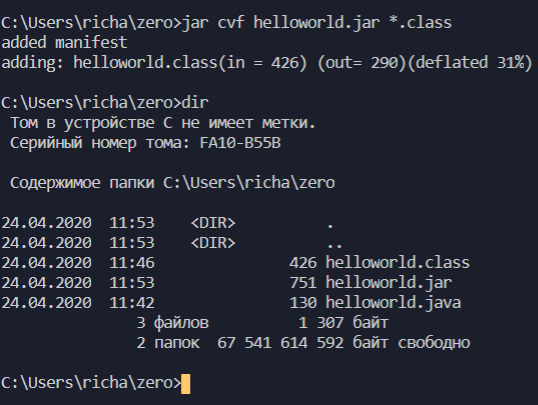 C:\Users\richa\zero>jar cvf helloworld.jar *.class
added manifest
adding: helloworld.class(in = 426) (out= 290)(deflated 31%)
C:\Users\richa\zero>dir
Том в устройстве C не имеет метки.
Серийный номер тома: FA10-B55B
Содержимое папки C:\Users\richa\zero
24.04.2020  11:53    <DIR>          .
24.04.2020  11:53    <DIR>          ..
24.04.2020  11:46               426 helloworld.class
24.04.2020  11:53               751 helloworld.jar
24.04.2020  11:42               130 helloworld.java
3 файлов          1 307 байт
2 папок  67 541 614 592 байт свободно
C:\Users\richa\zero>